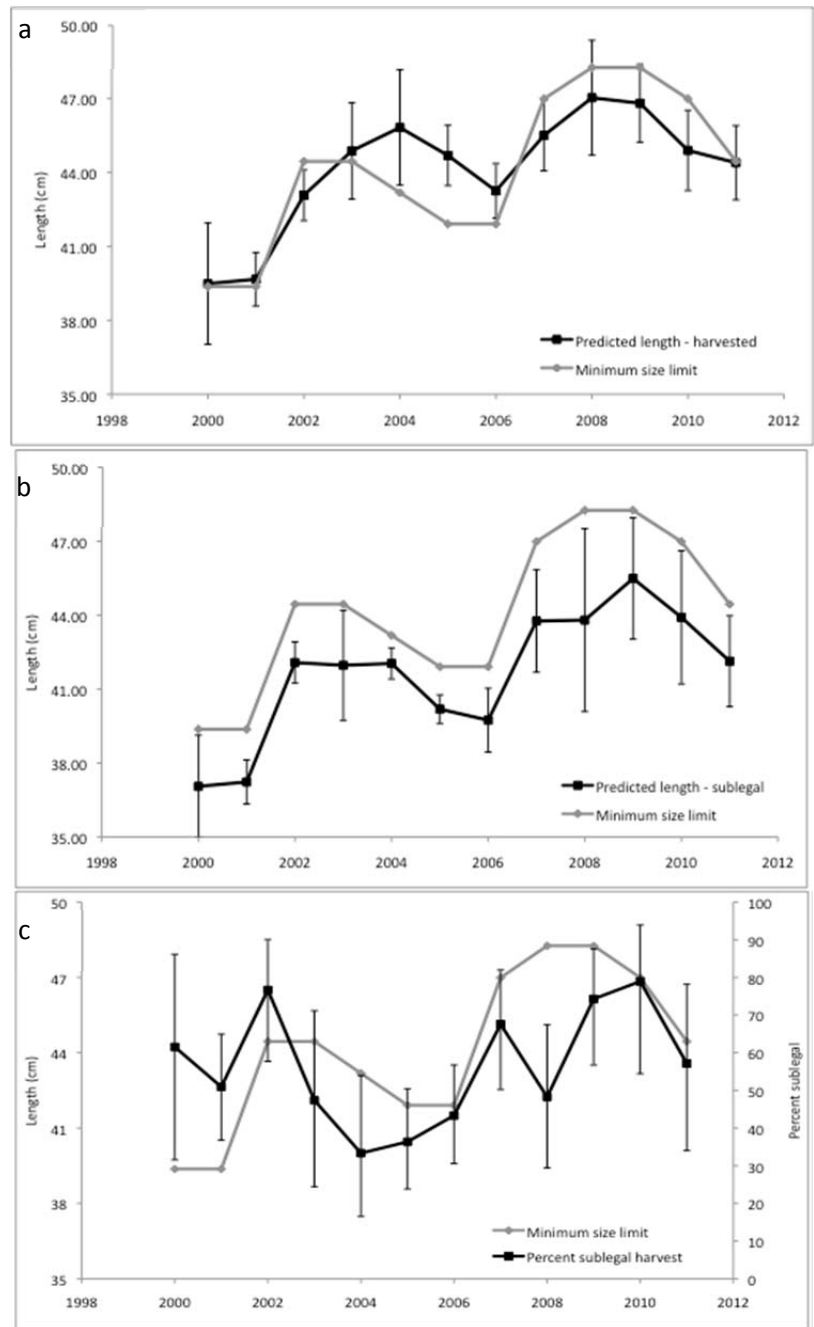 a
50.00
47.00
44.00
41.00
38.00
35.00
Length (cm)
Predicted length - harvested
Minimum size limit
1998 2000 2002 2004 2006 2008 2010 2012
b
50.00
47.00
44.00
41.00
38.00
35.00
Length (cm)
Predicted length - sublegal
Minimum size limit
1998 2000 2002 2004 2006 2008 2010 2012
c
50
47
44
41
38
35
Length (cm)
100
90
80
70
60
50
40
30
20
10
0
Percent sublegal
Minimum size limit
Percent sublegal harvest
1998 2000 2002 2004 2006 2008 2010 2012